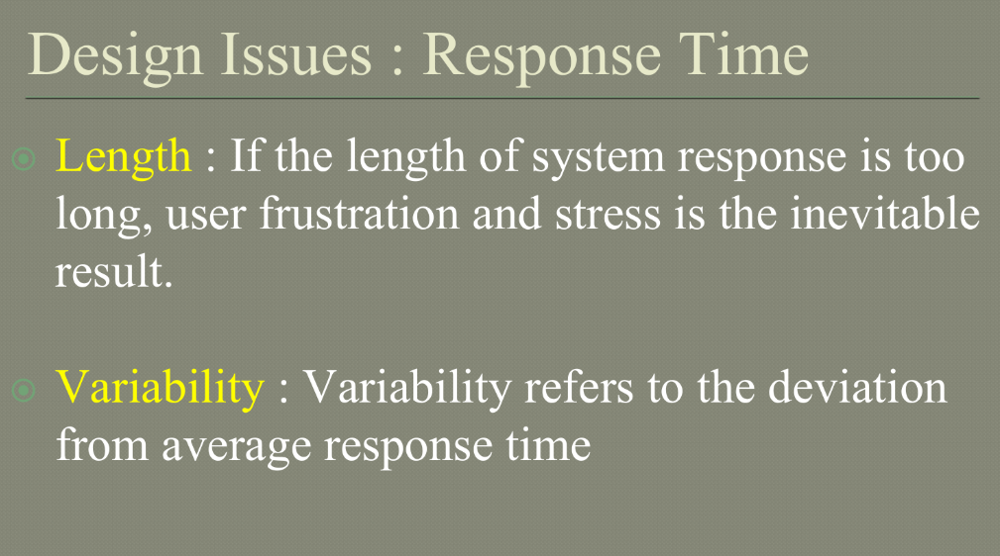 Design Issues : Response Time
Length : If the length of system response is too
long, user frustration and stress is the inevitable
result.
Variability : Variability refers to the deviation
from average response time